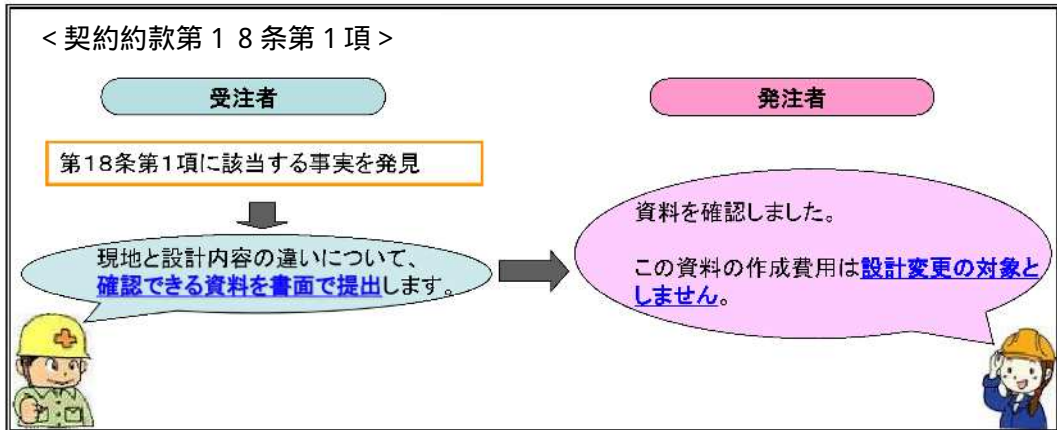 <契約約款第１８条第１項>
受注者
発注者
第18条第1項に該当する事実を発見
現地と設計内容の違いについて、
確認できる資料を書面で提出します。
資料を確認しました。
この資料の作成費用は設計変更の対象と
しません。